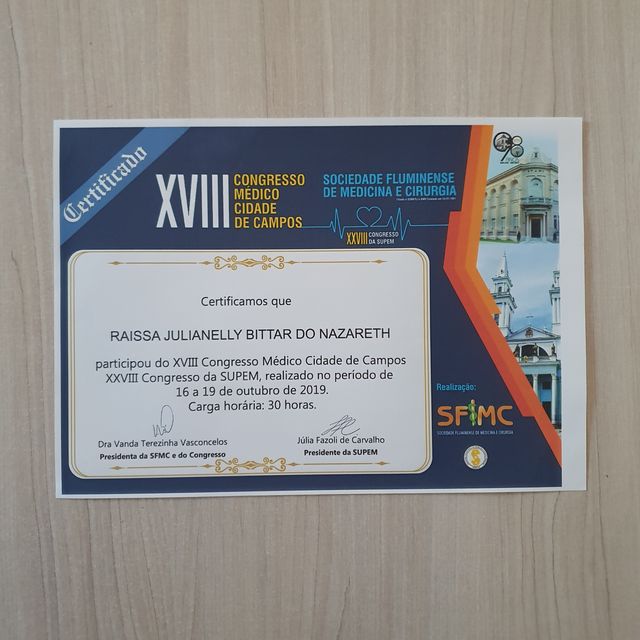 Certificado
XVIII
CONGRESSO
MÉDICO
CIDADE
DE CAMPOS
SOCIEDADE FLUMINENSE
DE MEDICINA E CIRURGIA
XXVIII CONGRESSO
DA SUPEM
98
Certificamos que
RAISSA JULIANELLY BITTAR DO NAZARETH
participou do XVIII Congresso Médico Cidade de Campos
XXVIII Congresso da SUPEM, realizado no período de
16 a 19 de outubro de 2019.
Carga horária: 30 horas.
Dra Vanda Terezinha Vasconcelos
Presidenta da SFMC e do Congresso
Júlia Fazoli de Carvalho
Presidente da SUPEM
Realização:
SFMC
SOCIEDADE FLUMINENSE DE MEDICINA E CIRURGIA